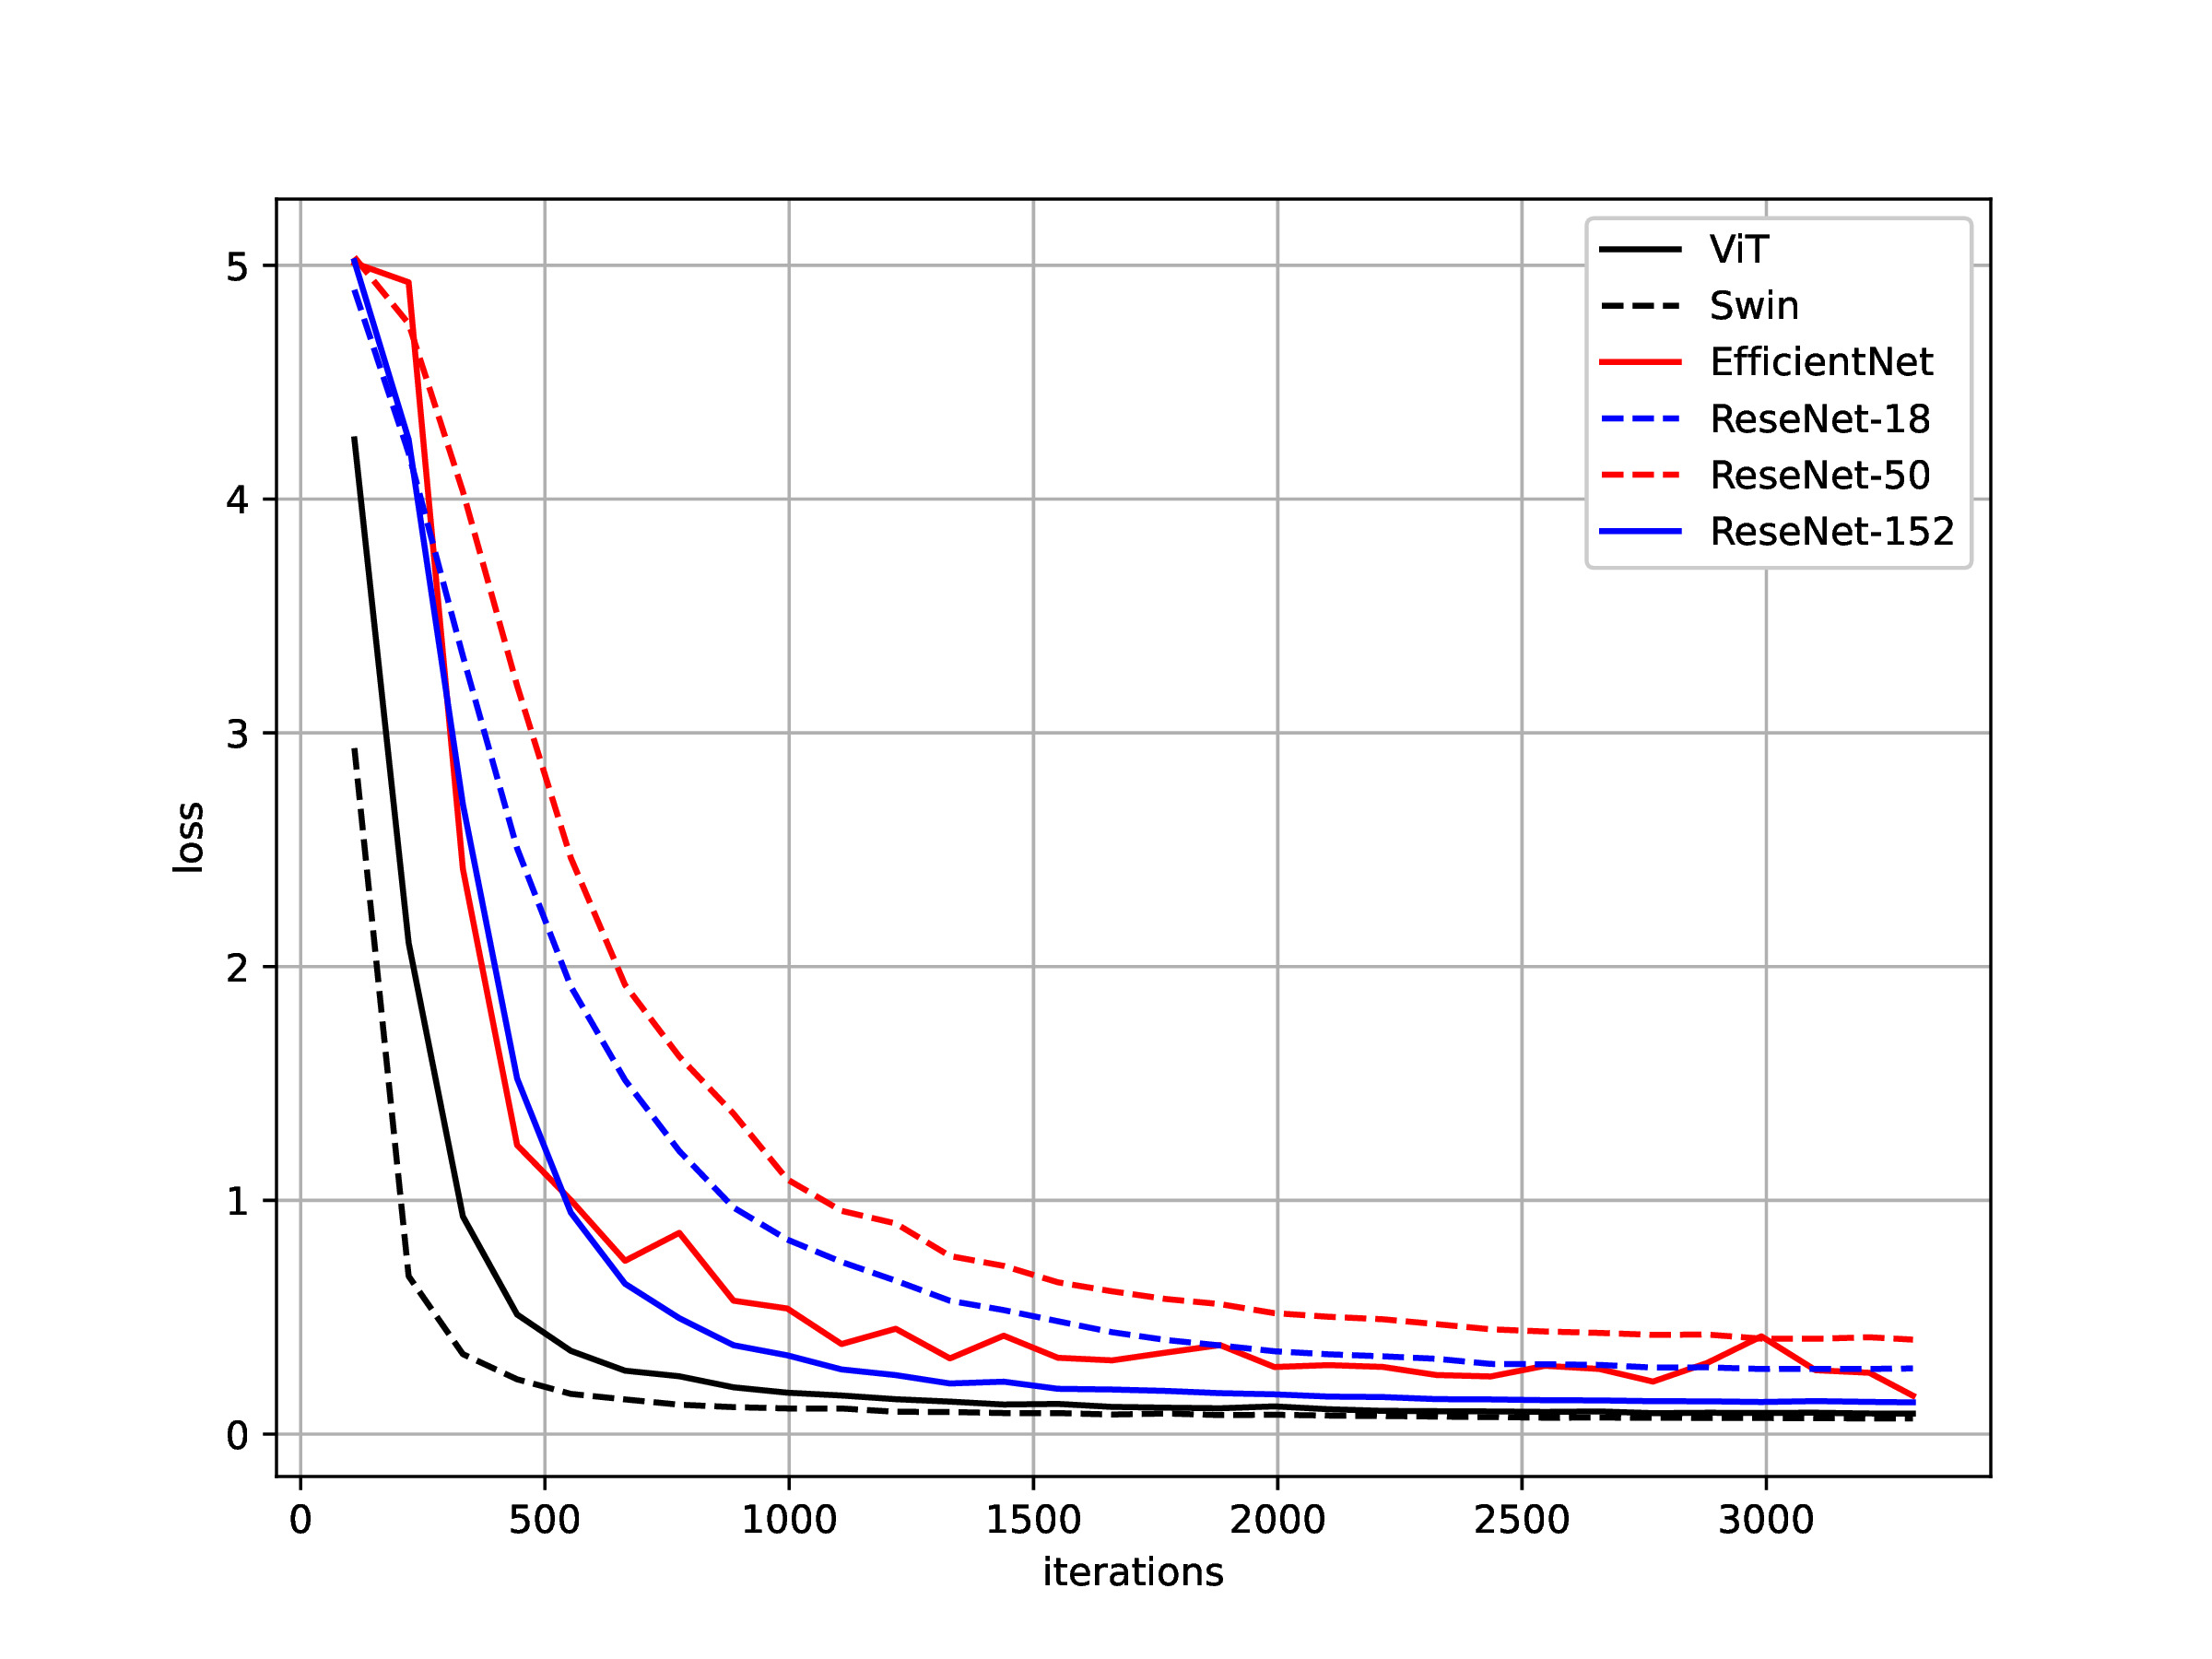 ViT
Swin
EfficientNet
ReseNet-18
ReseNet-50
ReseNet-152
5
4
3
2
1
0
loss
0 500 1000 1500 2000 2500 3000
iterations